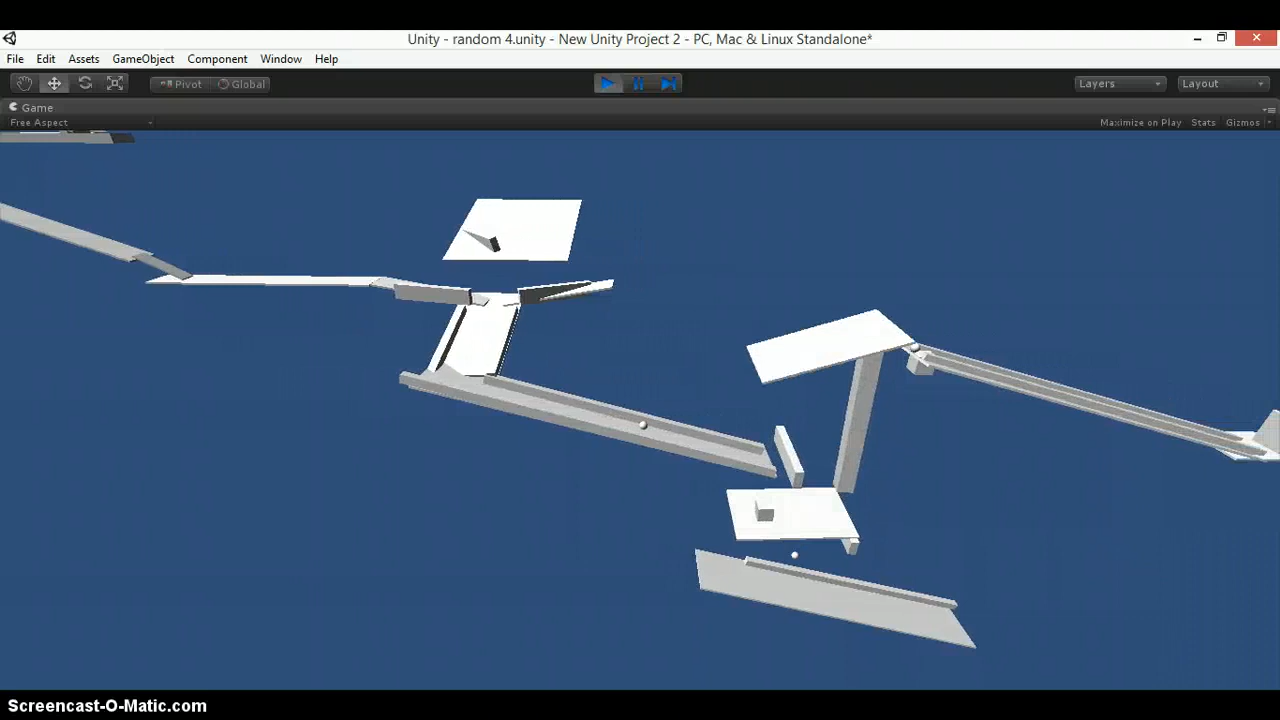 Unity - random 4.unity - New Unity Project 2 - PC, Mac & Linux Standalone*
File Edit Assets GameObject Component Window Help
Pivot Global Layers Layout
Game
Free Aspect Maximize on Play Stats Gizmos
Screencast-O-Matic.com